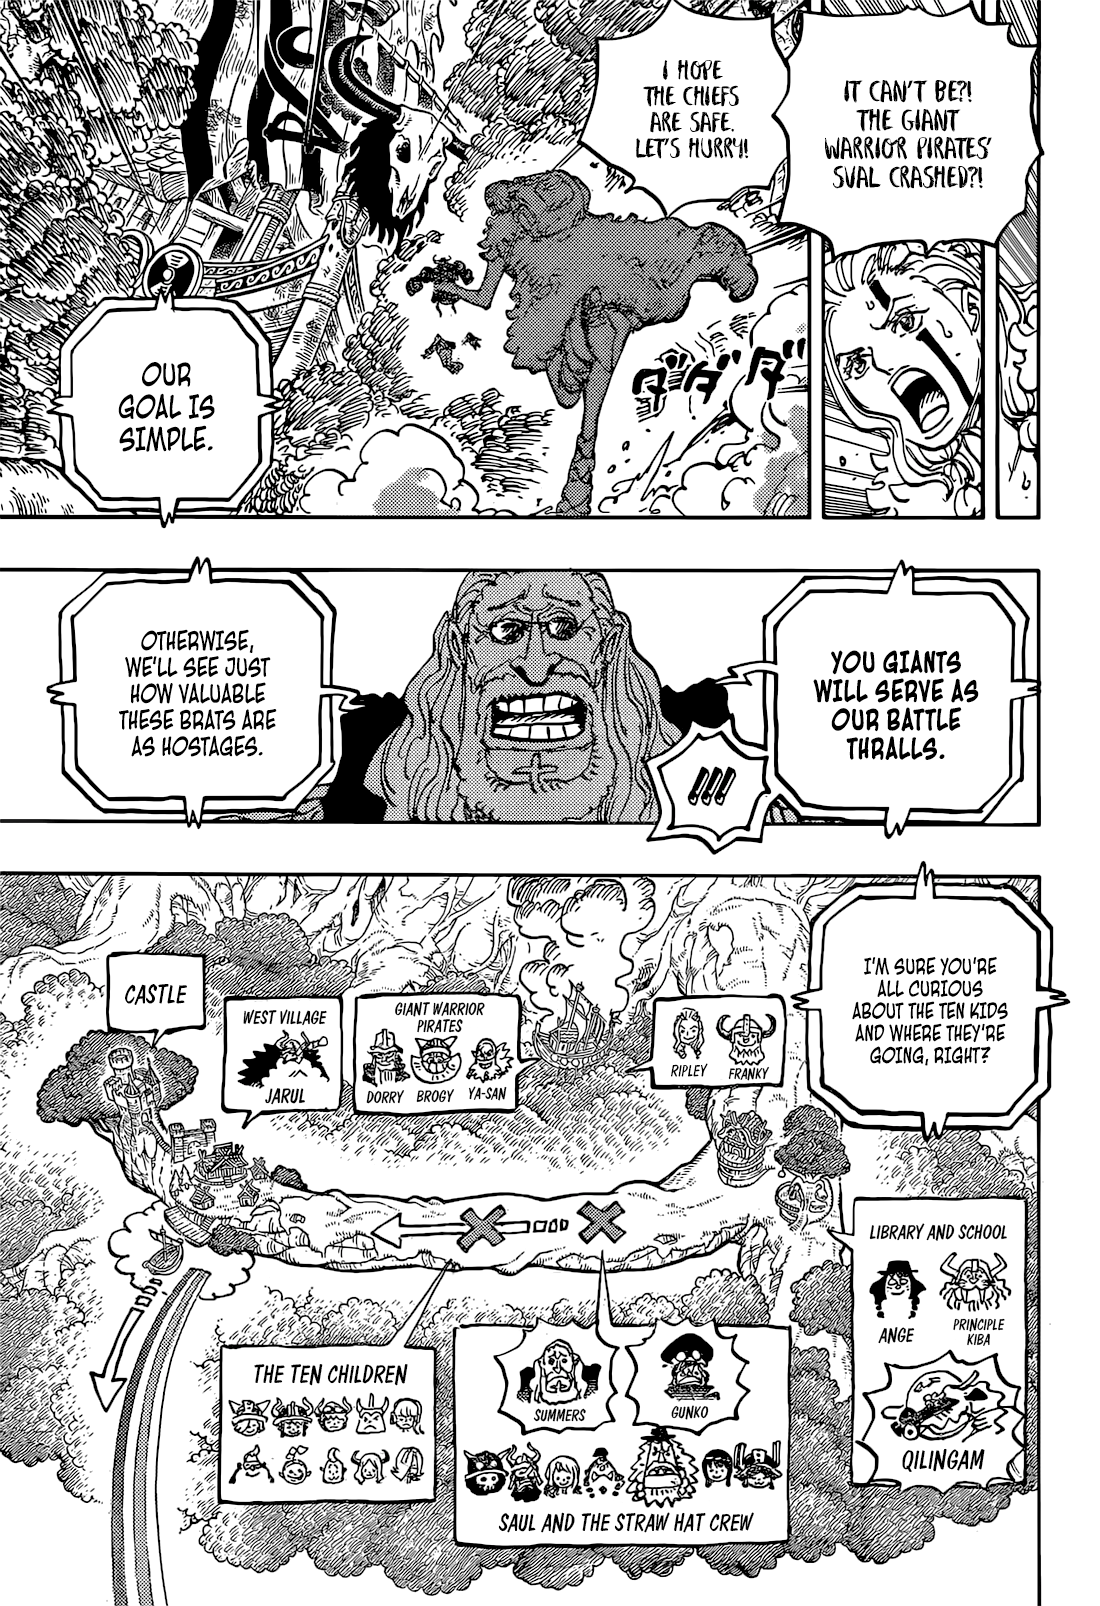 IT CAN'T BE?!
THE GIANT
WARRIOR PIRATES'
SVAL CRASHED?!
I HOPE
THE CHIEFS
ARE SAFE.
LET'S HURRY!
ダダダダ
OUR
GOAL IS
SIMPLE.
YOU GIANTS
WILL SERVE AS
OUR BATTLE
THRALLS.
!!!
OTHERWISE,
WE'LL SEE JUST
HOW VALUABLE
THESE BRATS ARE
AS HOSTAGES.
I'M SURE YOU'RE
ALL CURIOUS
ABOUT THE TEN KIDS
AND WHERE THEY'RE
GOING, RIGHT?
CASTLE
WEST VILLAGE
JARUL
GIANT WARRIOR
PIRATES
DORRY
BROGY
YA-SAN
RIPLEY
FRANKY
LIBRARY AND SCHOOL
ANGE
PRINCIPLE
KIBA
QILINGAM
THE TEN CHILDREN
SUMMERS
GUNKO
SAUL AND THE STRAW HAT CREW